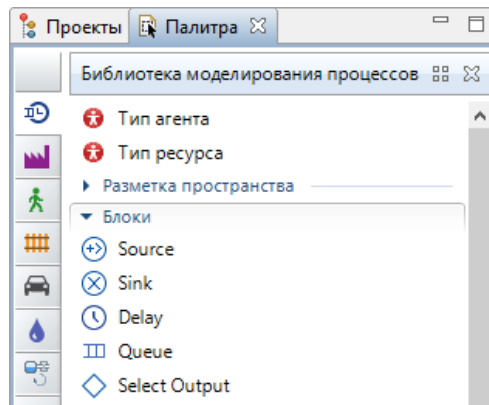 Проекты Палитра
Библиотека моделирования процессов
Тип агента
Тип ресурса
Разметка пространства
Блоки
Source
Sink
Delay
Queue
Select Output